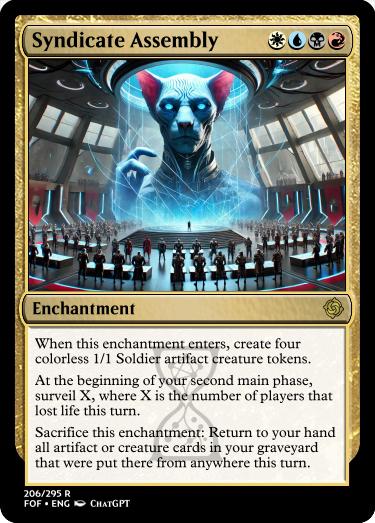 Syndicate Assembly
Enchantment
When this enchantment enters, create four
colorless 1/1 Soldier artifact creature tokens.
At the beginning of your second main phase,
surveil X, where X is the number of players that
lost life this turn.
Sacrifice this enchantment: Return to your hand
all artifact or creature cards in your graveyard
that were put there from anywhere this turn.
206/295 R
FOF • ENG ChatGPT